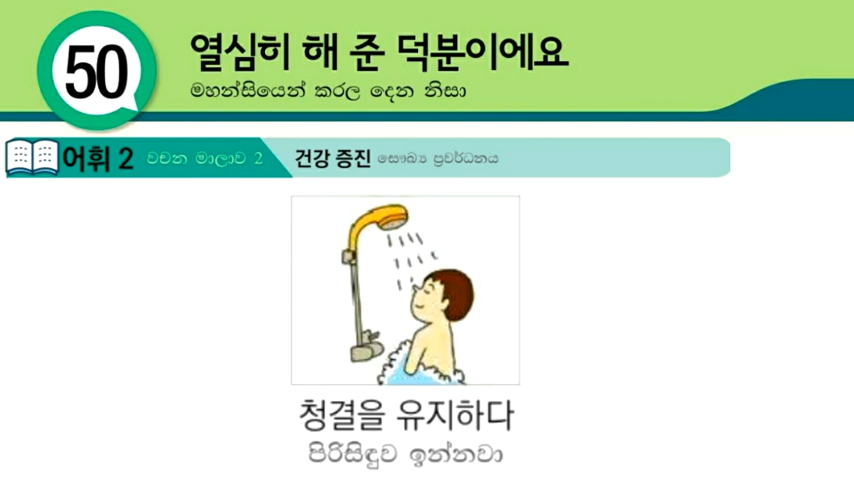 50
열심히 해 준 덕분이에요
මහන්සියෙන් කරල දෙන නිසා
어휘 2 වචන මාලාව 2 건강 증진 සෞඛ්‍ය ප්‍රවර්ධනය
청결을 유지하다
පිරිසිඳුව ඉන්නවා